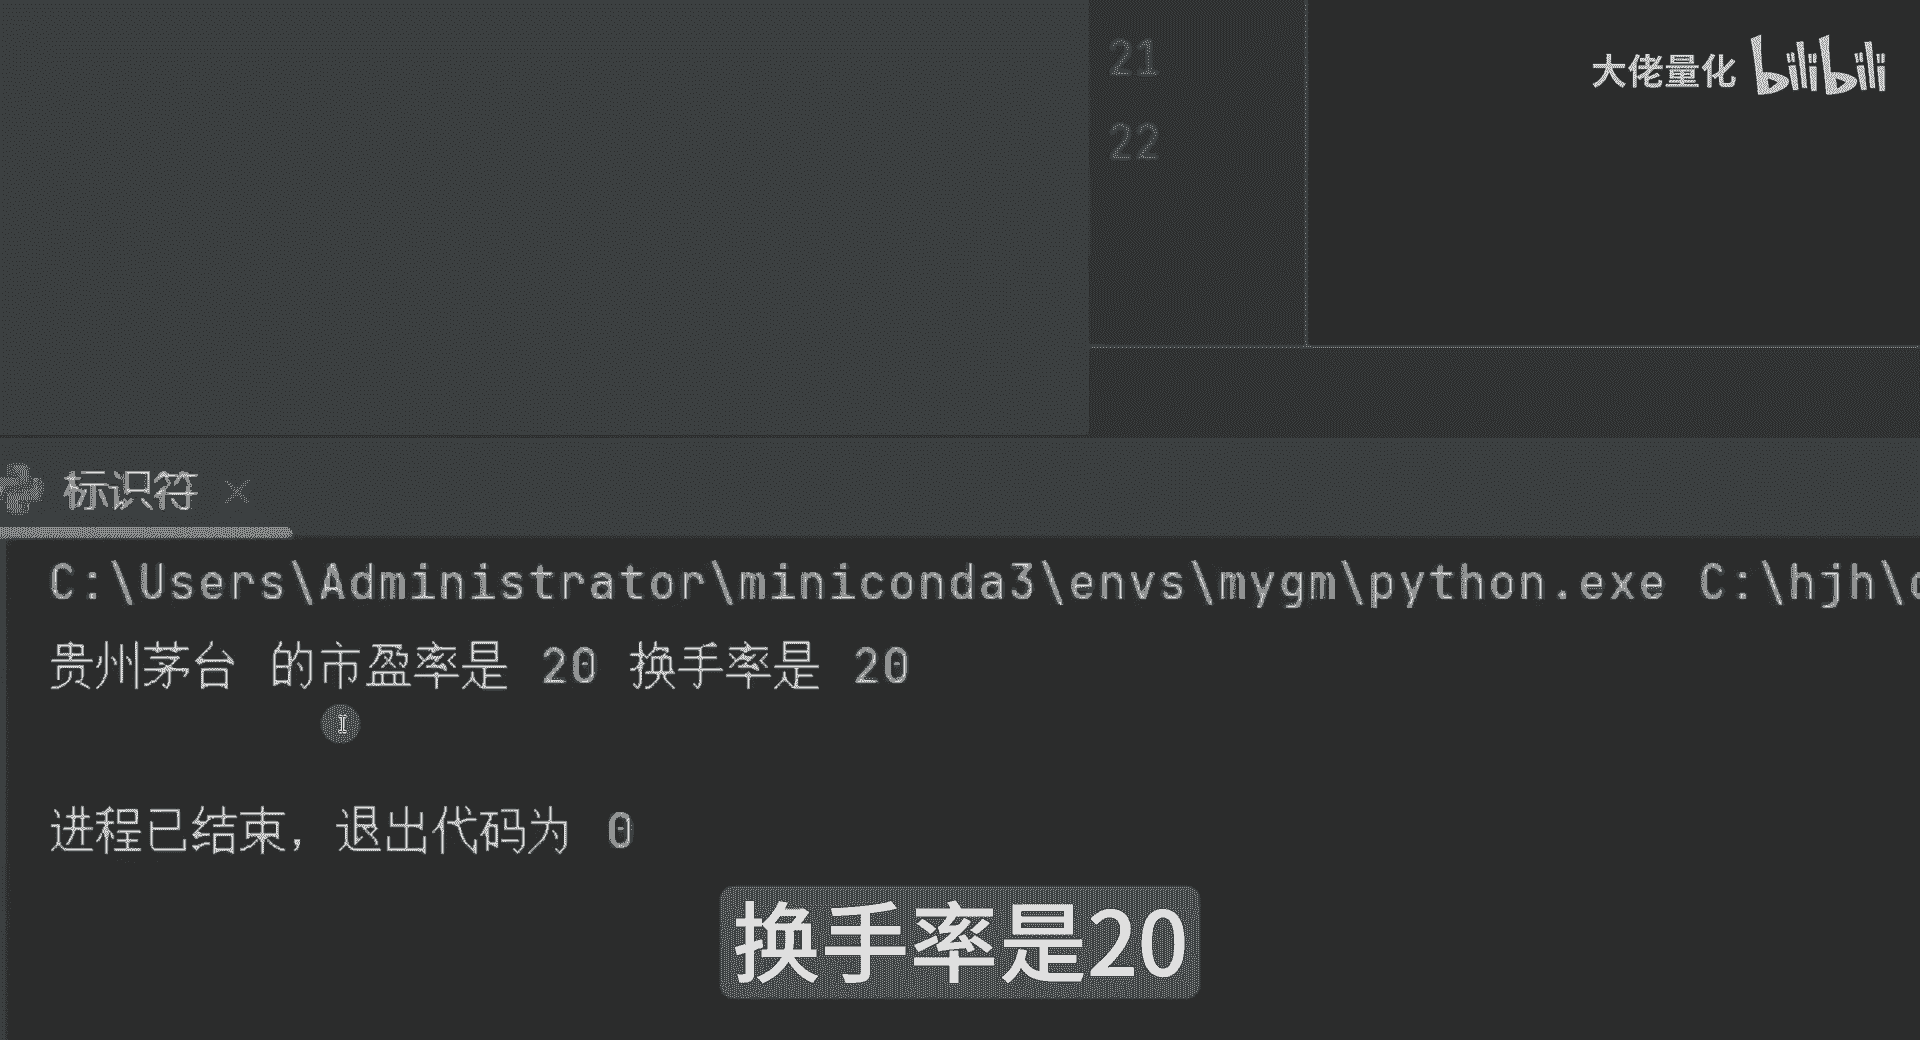 21
大佬量化 bilibili
22
标识符
C:\Users\Administrator\miniconda3\envs\mygm\python.exe C:\hjh\
贵州茅台 的市盈率是 20 换手率是 20
进程已结束，退出代码为 0
换手率是20